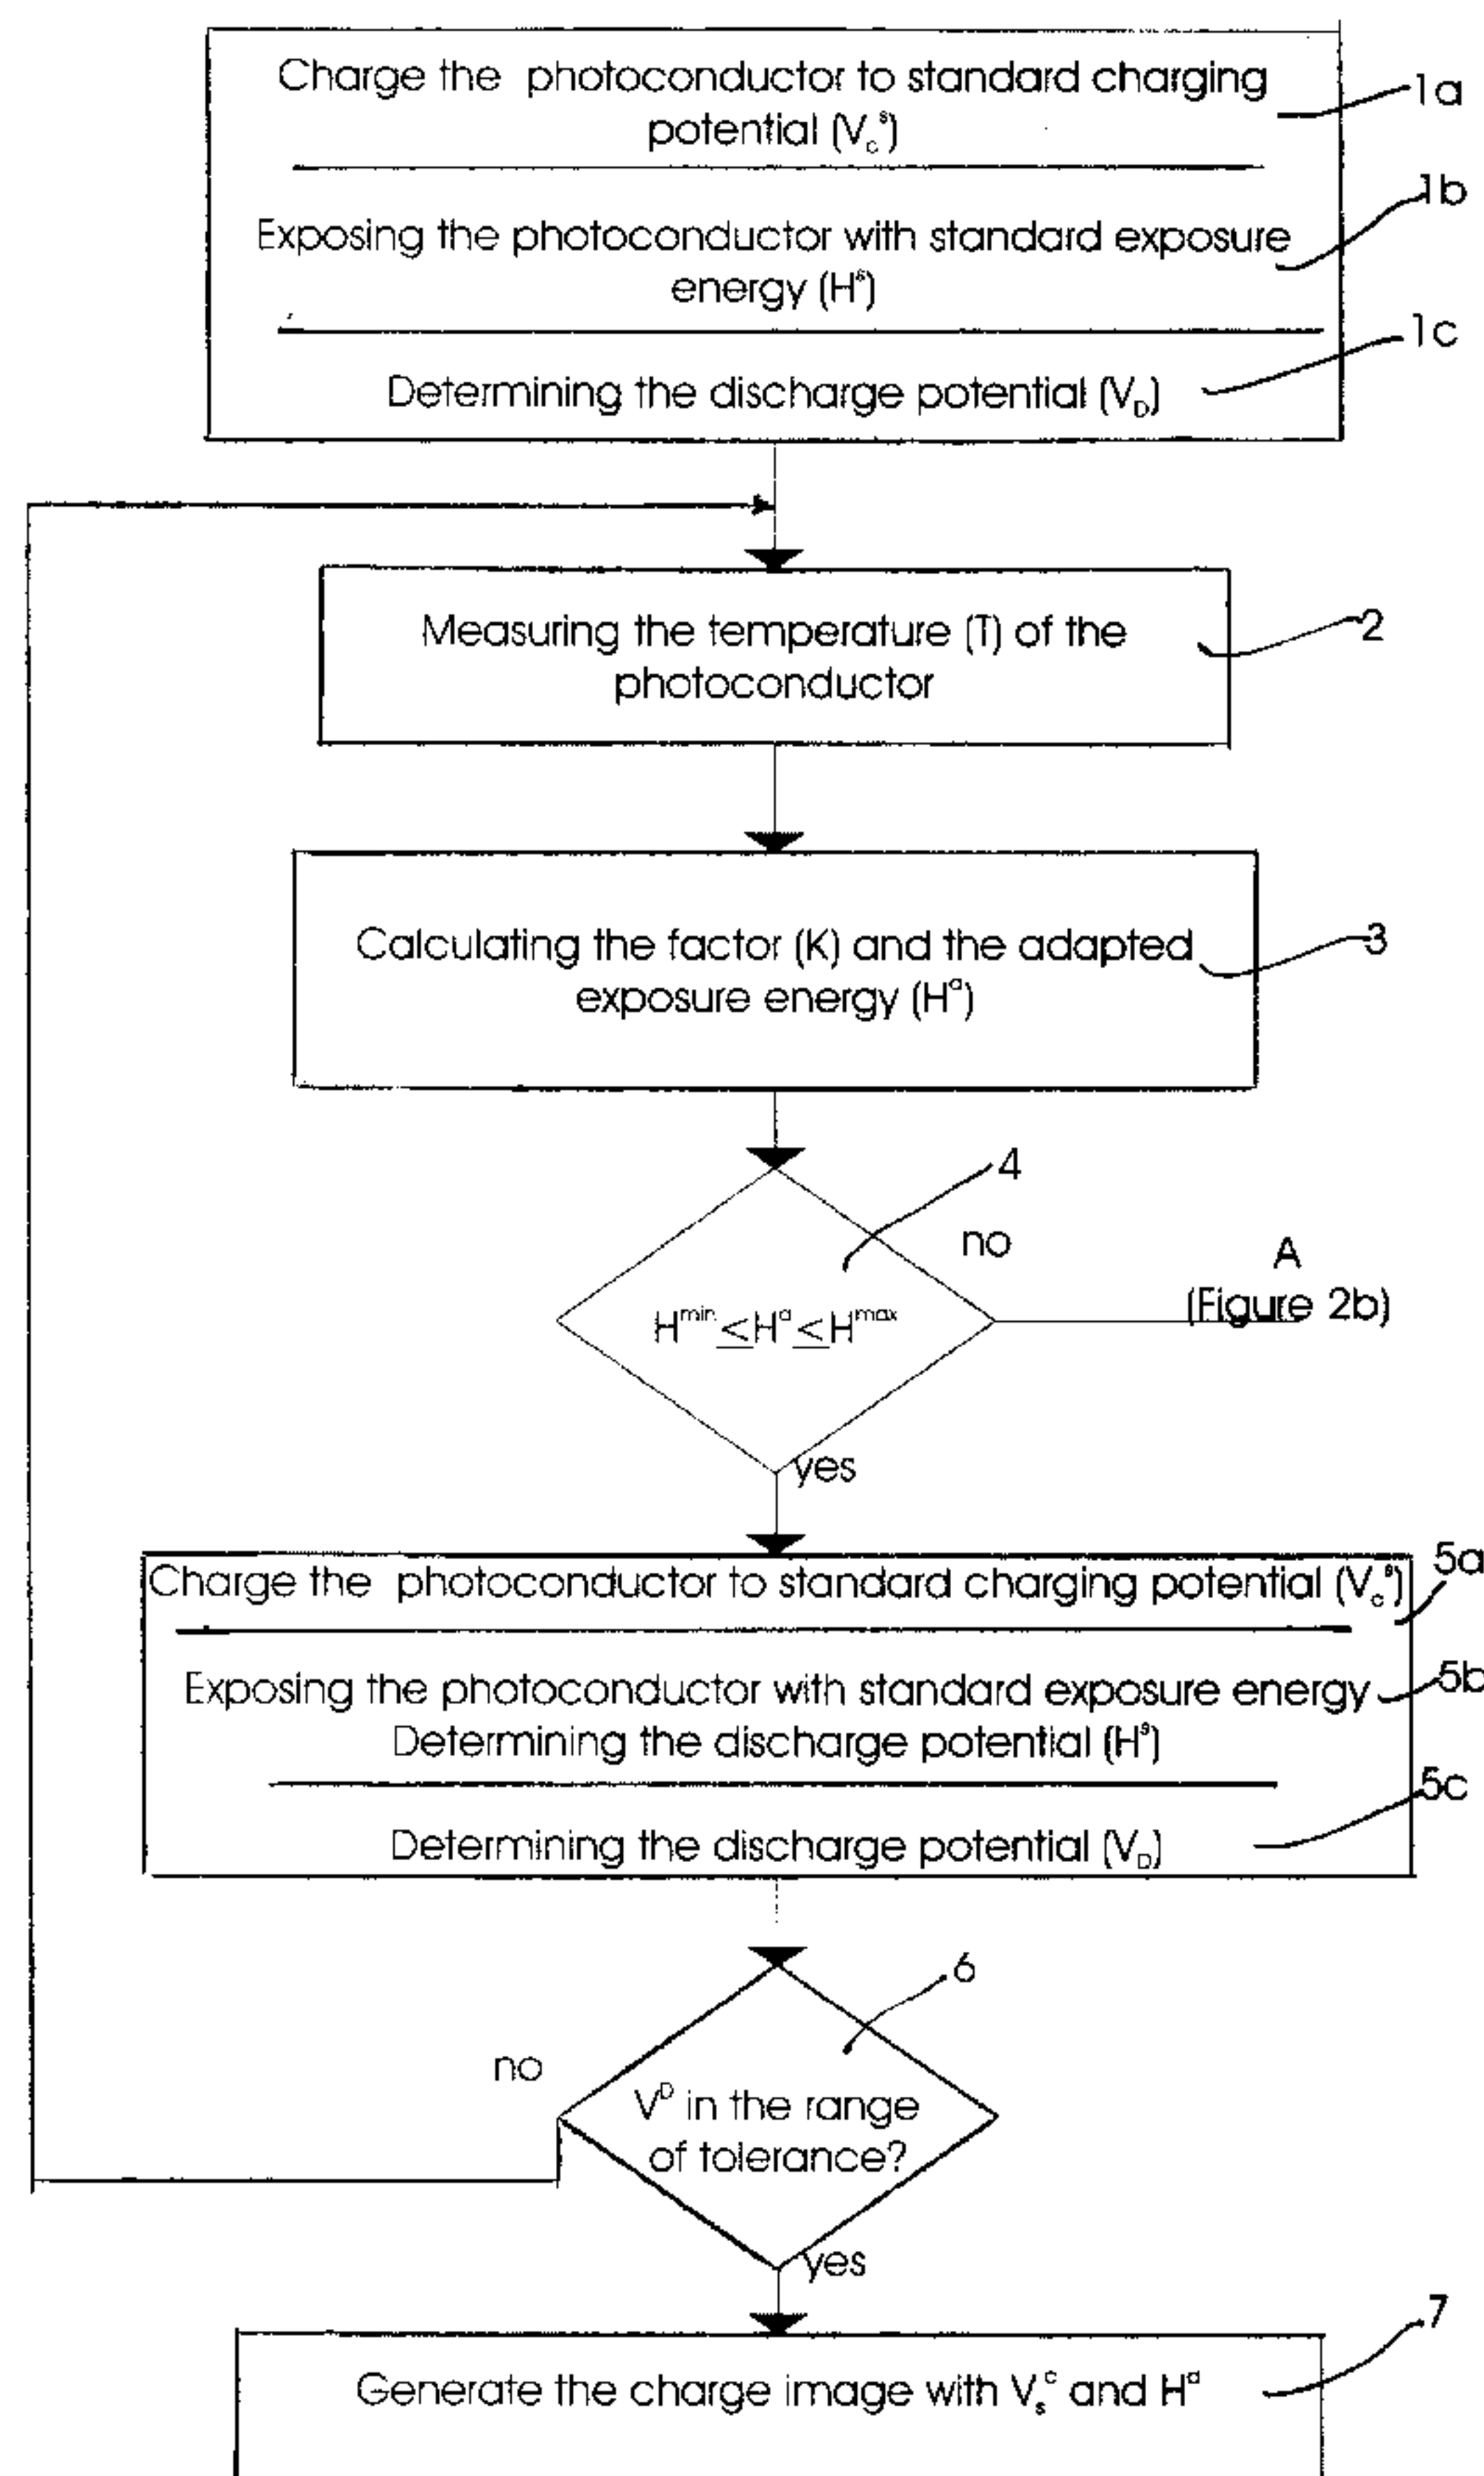 Charge the photoconductor to standard charging
potential (V_c^s)
1a
1b
Exposing the photoconductor with standard exposure
energy (H^s)
1c
Determining the discharge potential (V_D)
Measuring the temperature (T) of the
photoconductor
2
Calculating the factor (K) and the adapted
exposure energy (H^a)
3
4
no
A
(Figure 2b)
H^min ≤ H^a ≤ H^max
yes
5a
Charge the photoconductor to standard charging potential (V_c^s)
Exposing the photoconductor with standard exposure energy
5b
Determining the discharge potential (H^s)
5c
Determining the discharge potential (V_D)
6
no
V^D in the range
of tolerance?
yes
7
Generate the charge image with V_s^c and H^a